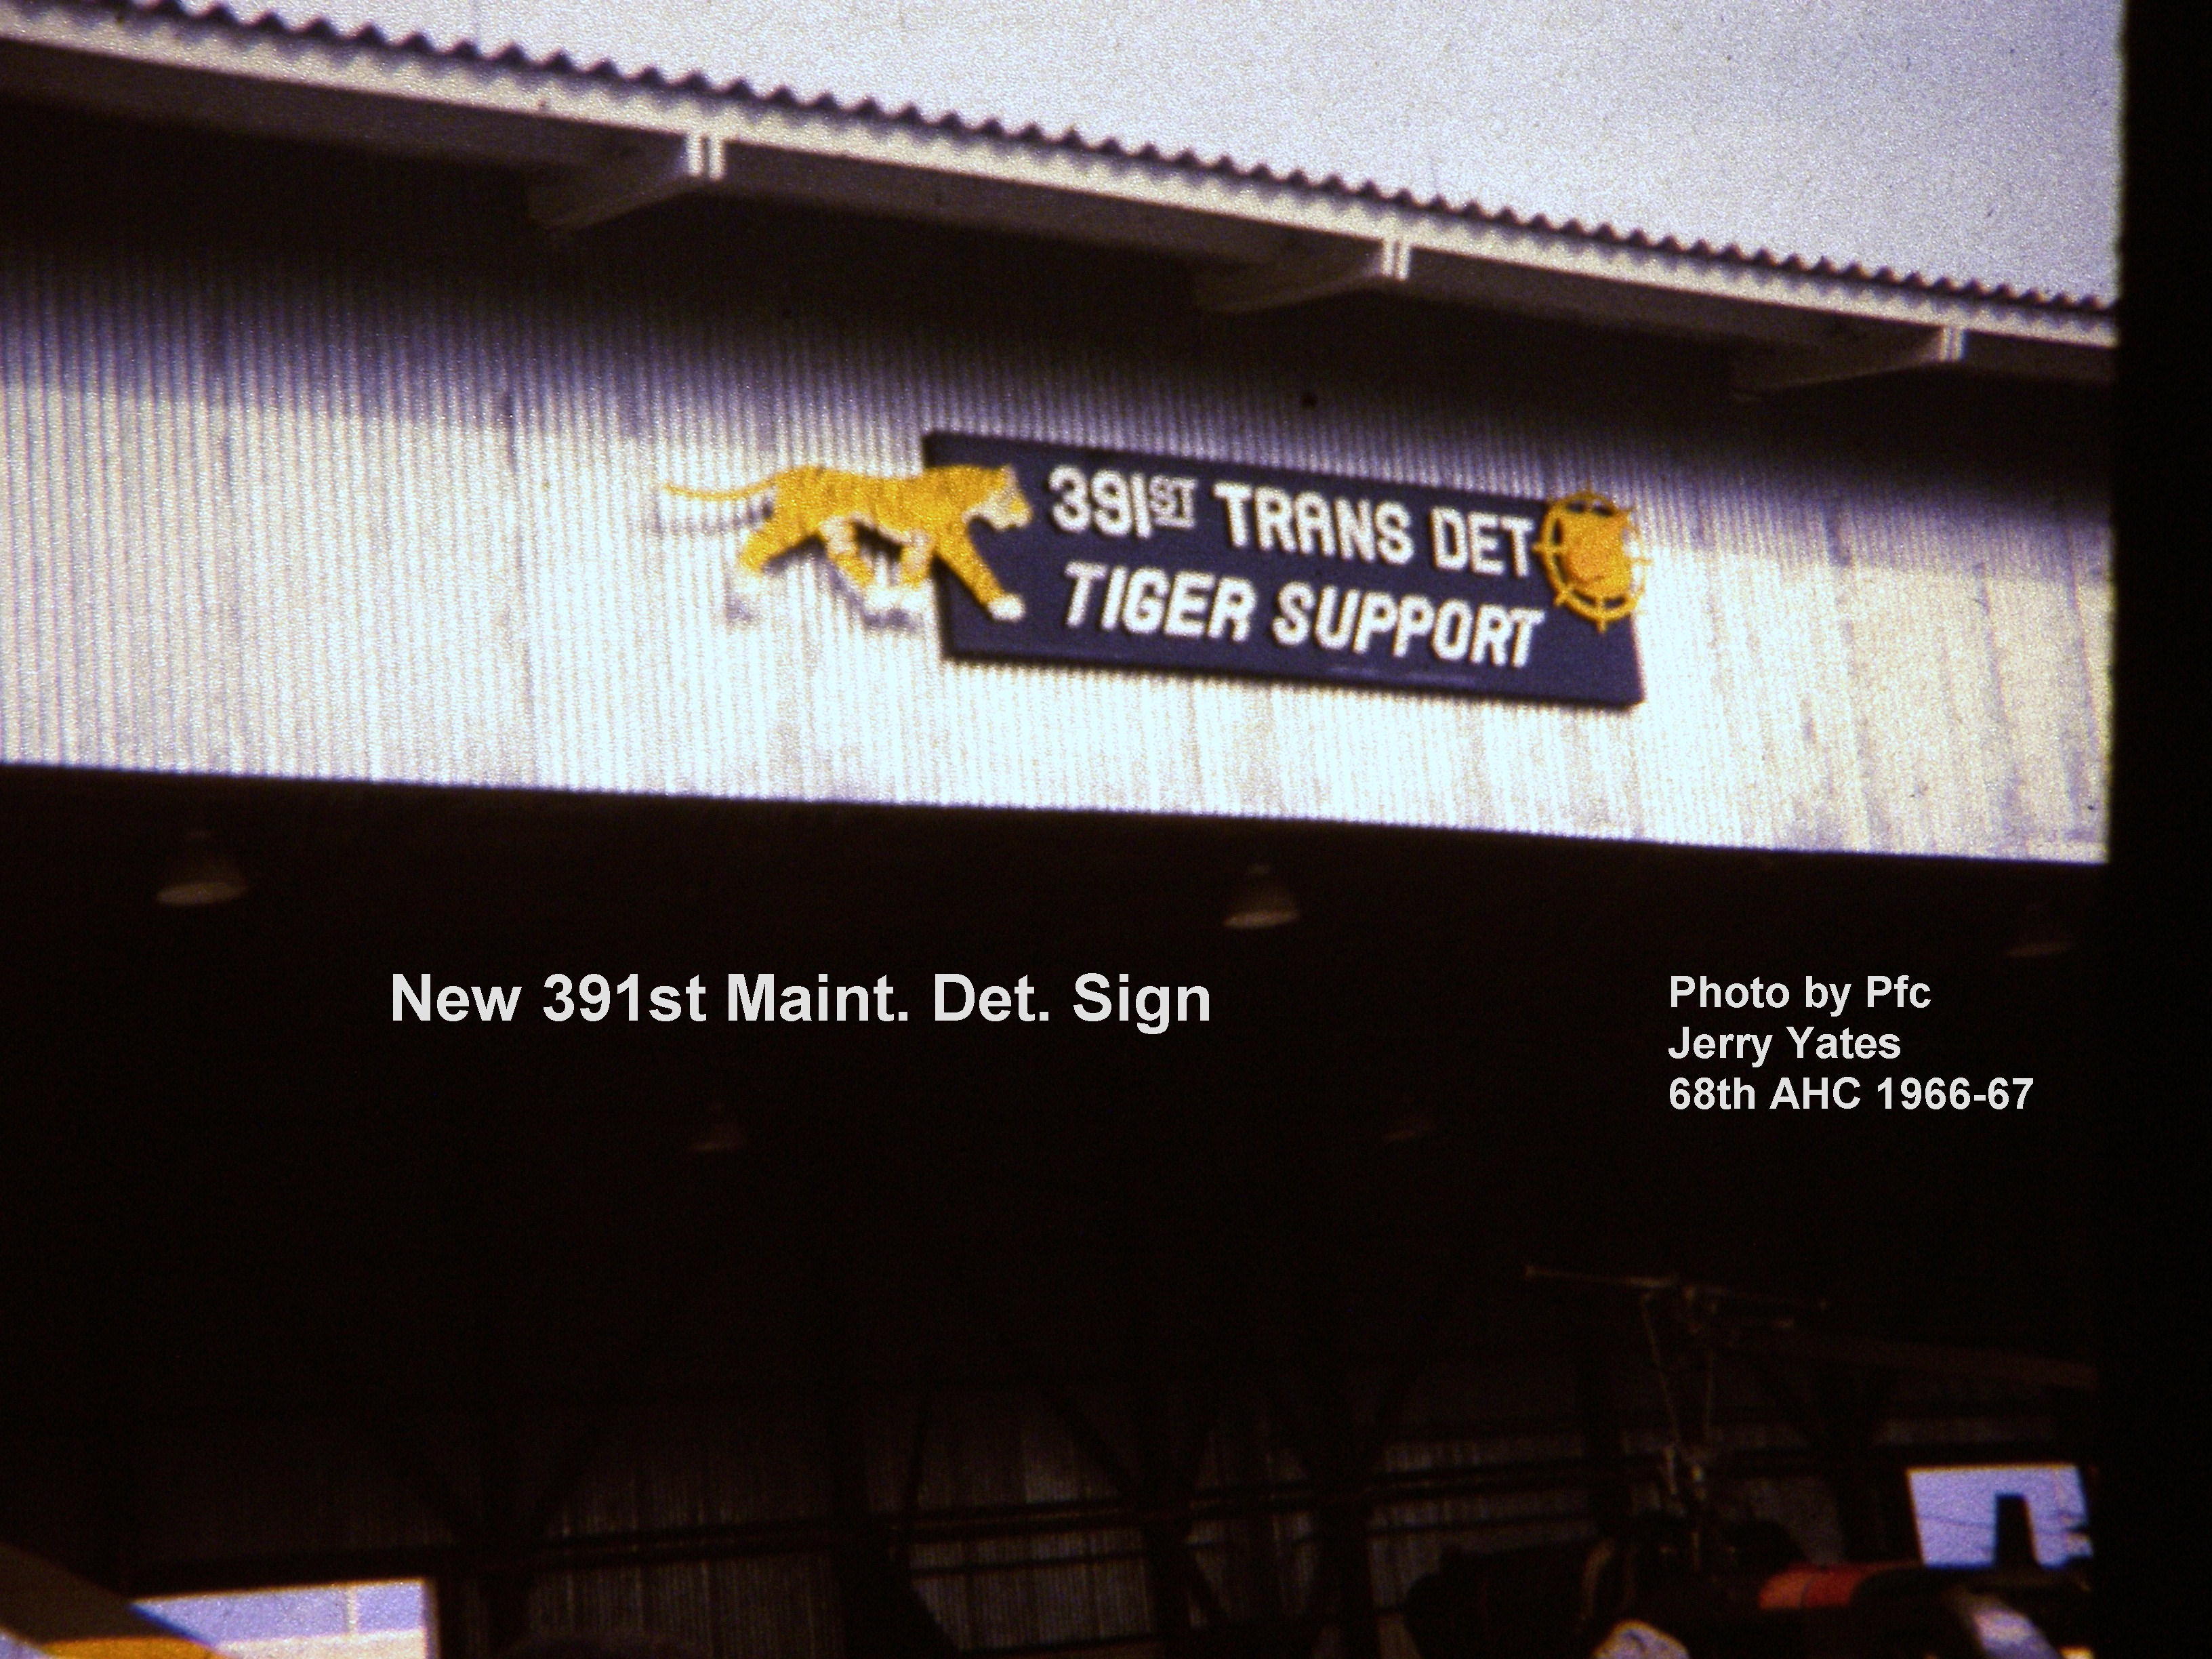 391ST TRANS DET
TIGER SUPPORT
New 391st Maint. Det. Sign
Photo by Pfc
Jerry Yates
68th AHC 1966-67